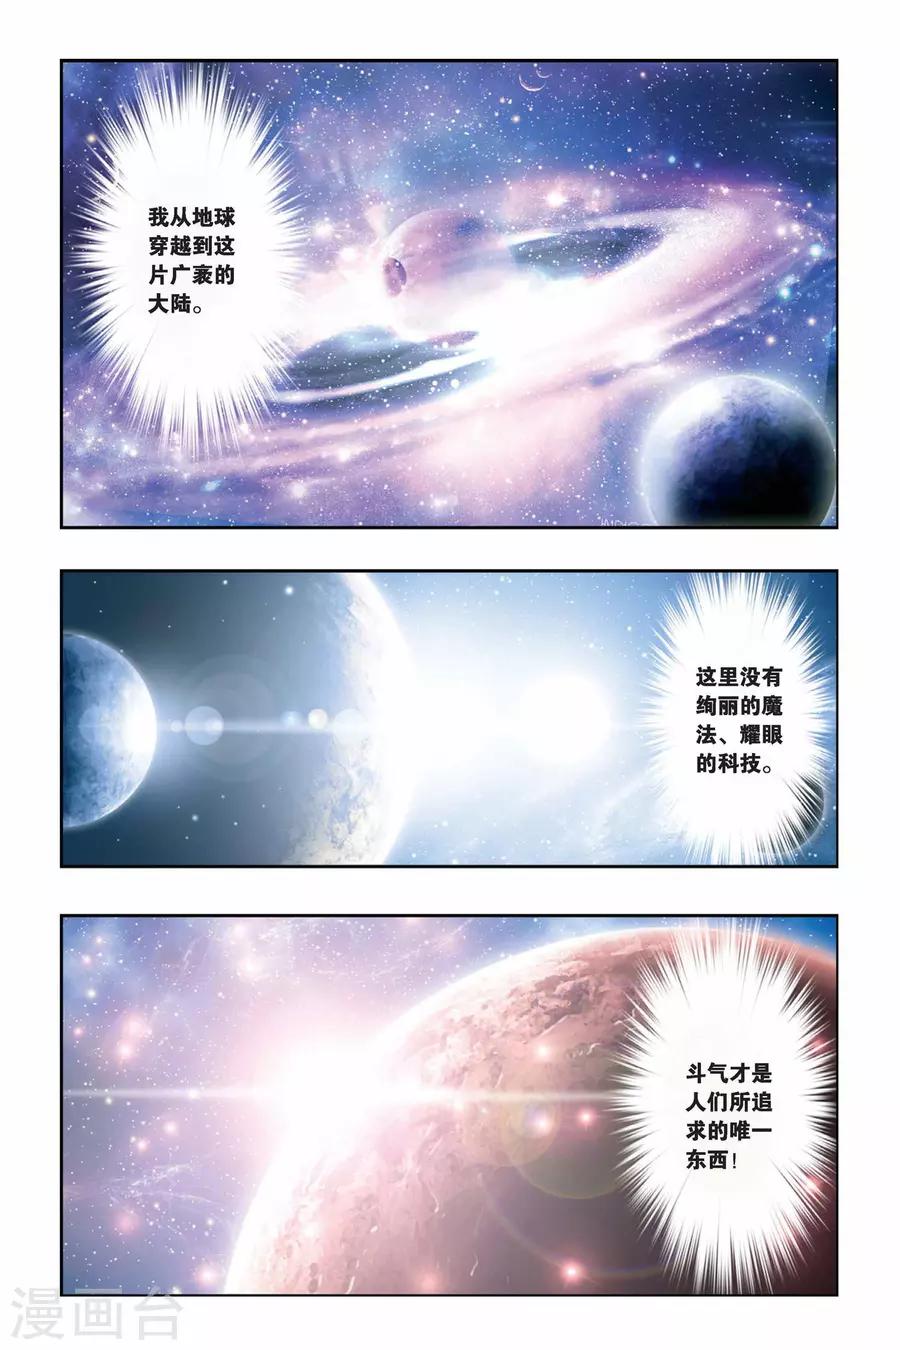 我从地球
穿越到这
片广袤的
大陆。
这里没有
绚丽的魔
法、耀眼
的科技。
斗气才是
人们所追
求的唯一
东西！
漫画台